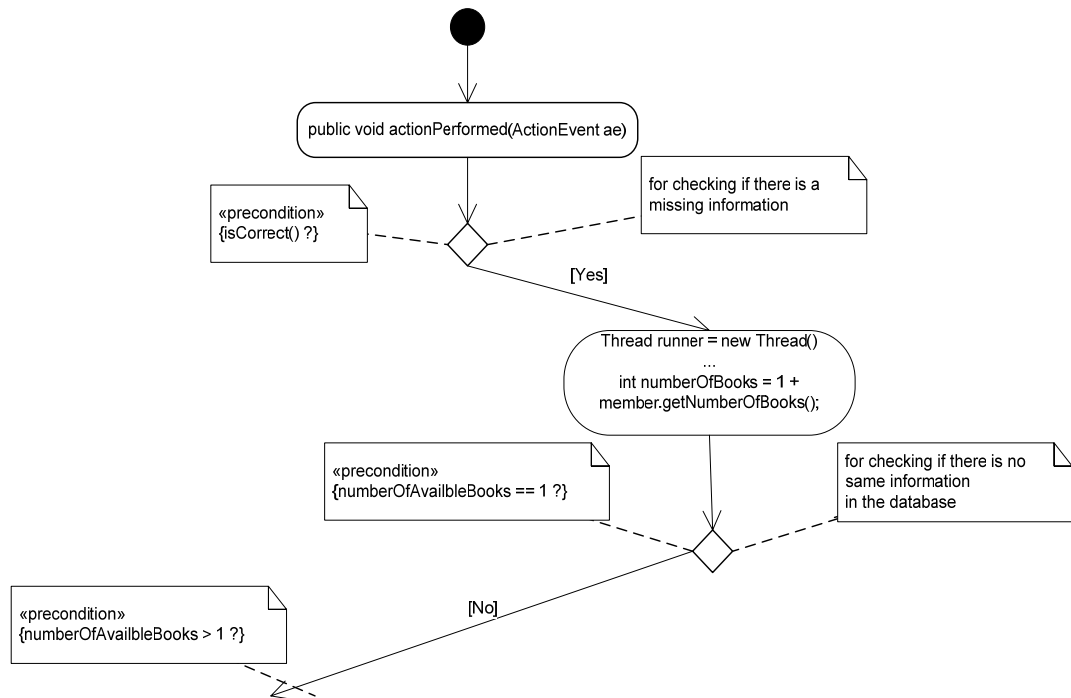 public void actionPerformed(ActionEvent ae)
for checking if there is a
missing information
«precondition»
{isCorrect() ?}
[Yes]
Thread runner = new Thread()
...
int numberOfBooks = 1 +
member.getNumberOfBooks();
«precondition»
{numberOfAvailbleBooks == 1 ?}
for checking if there is no
same information
in the database
[No]
«precondition»
{numberOfAvailbleBooks > 1 ?}